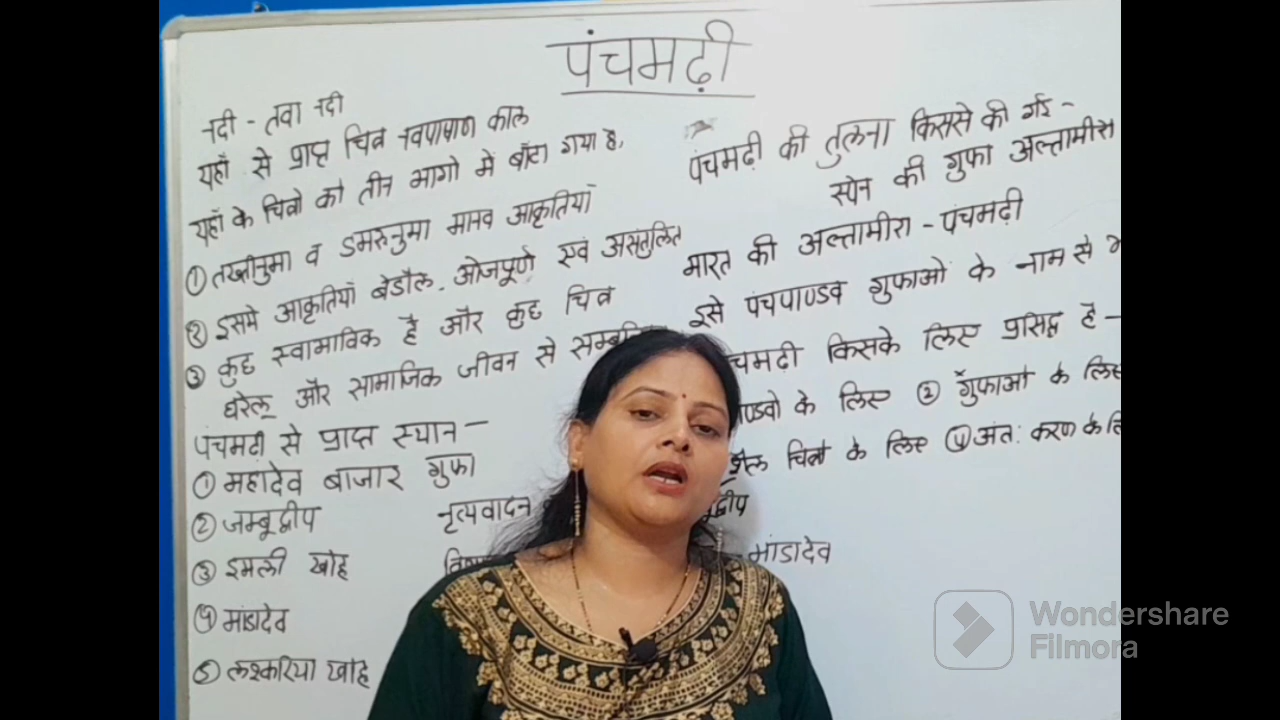 पंचमढ़ी
नदी - तवा नदी
यहाँ से प्राप्त चित्र नवपाषाण काल
यहाँ के चित्रो को तीन भागो में बाँटा गया है,
① तख्तीनुमा व डमरुनुमा मानव आकृतियाँ
② इसमे आकृतियाँ बेडौल, ओजपूर्ण एवं असंतुलित
③ कुछ स्वाभाविक है और कुछ चित्र
घरेलू और सामाजिक जीवन से
पंचमढ़ी से प्राप्त स्थान -
① महादेव बाजार गुफा
② जम्बूद्वीप
③ इमली खोह
④ मांडादेव
⑤ लश्करिया खोह
नृत्यवादन
पंचमढ़ी की तुलना किससे की गई -
स्पेन की गुफा अल्तामीरा
भारत की अल्तामीरा - पंचमढ़ी
इसे पंचपाण्डव गुफाओं के नाम से
चमढ़ी किसके लिए प्रसिद्व है -
ण्डवो के लिए ② गुँफाओ के लिए
शैल चित्रो के लिए ④ अंत: करण के
द्वीप
मांडादेव
Wondershare
Filmora